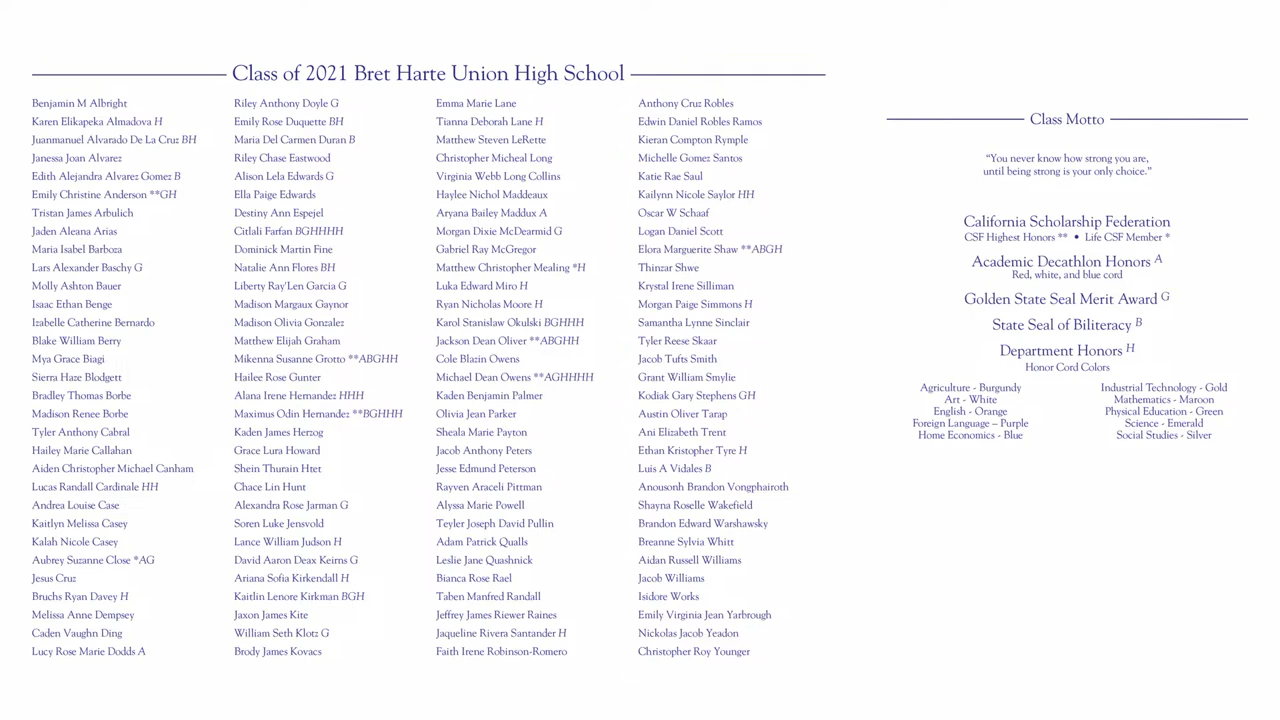 Class of 2021 Bret Harte Union High School
Benjamin M Albright
Karen Elikapeka Almadova H
Juanmanuel Alvarado De La Cruz BH
Janessa Joan Alvarez
Edith Alejandra Alvarez Gomez B
Emily Christine Anderson **GH
Tristan James Arbulich
Jaden Aleana Arias
Maria Isabel Barboza
Lars Alexander Baschy G
Molly Ashton Bauer
Isaac Ethan Benge
Izabelle Catherine Bernardo
Blake William Berry
Mya Grace Biagi
Sierra Haze Blodgett
Bradley Thomas Borbe
Madison Renee Borbe
Tyler Anthony Cabral
Hailey Marie Callahan
Aiden Christopher Michael Canham
Lucas Randall Cardinale HH
Andrea Louise Case
Kaitlyn Melissa Casey
Kalah Nicole Casey
Aubrey Suzanne Close *AG
Jesus Cruz
Bruchs Ryan Davey H
Melissa Anne Dempsey
Caden Vaughn Ding
Lucy Rose Marie Dodds A
Riley Anthony Doyle G
Emily Rose Duquette BH
Maria Del Carmen Duran B
Riley Chase Eastwood
Alison Lela Edwards G
Ella Paige Edwards
Destiny Ann Espejel
Citlali Farfan BGHHHH
Dominick Martin Fine
Natalie Ann Flores BH
Liberty Ray'Len Garcia G
Madison Margaux Gaynor
Madison Olivia Gonzalez
Matthew Elijah Graham
Mikenna Susanne Grotto **ABGHH
Hailee Rose Gunter
Alana Irene Hernandez HHH
Maximus Odin Hernandez **BGHHH
Kaden James Herzog
Grace Lura Howard
Shein Thurain Htet
Chace Lin Hunt
Alexandra Rose Jarman G
Soren Luke Jensvold
Lance William Judson H
David Aaron Deax Keirns G
Ariana Sofia Kirkendall H
Kaitlin Lenore Kirkman BGH
Jaxon James Kite
William Seth Klotz G
Brody James Kovacs
Emma Marie Lane
Tianna Deborah Lane H
Matthew Steven LeRette
Christopher Micheal Long
Virginia Webb Long Collins
Haylee Nichol Maddeaux
Aryana Bailey Maddux A
Morgan Dixie McDearmid G
Gabriel Ray McGregor
Matthew Christopher Mealing *H
Luka Edward Miro H
Ryan Nicholas Moore H
Karol Stanislaw Okulski BGHHH
Jackson Dean Oliver **ABGHH
Cole Blazin Owens
Michael Dean Owens **AGHHHH
Kaden Benjamin Palmer
Olivia Jean Parker
Sheala Marie Payton
Jacob Anthony Peters
Jesse Edmund Peterson
Rayven Araceli Pittman
Alyssa Marie Powell
Teyler Joseph David Pullin
Adam Patrick Qualls
Leslie Jane Quashnick
Bianca Rose Rael
Taben Manfred Randall
Jeffrey James Riewer Raines
Jaqueline Rivera Santander H
Faith Irene Robinson-Romero
Anthony Cruz Robles
Edwin Daniel Robles Ramos
Kieran Compton Rymple
Michelle Gomez Santos
Katie Rae Saul
Kailynn Nicole Saylor HH
Oscar W Schaaf
Logan Daniel Scott
Elora Marguerite Shaw **ABGH
Thinzar Shwe
Krystal Irene Silliman
Morgan Paige Simmons H
Samantha Lynne Sinclair
Tyler Reese Skaar
Jacob Tufts Smith
Grant William Smylie
Kodiak Gary Stephens GH
Austin Oliver Tarap
Ani Elizabeth Trent
Ethan Kristopher Tyre H
Luis A Vidales B
Anousonh Brandon Vongphairoth
Shayna Roselle Wakefield
Brandon Edward Warshawsky
Breanne Sylvia Whitt
Aidan Russell Williams
Jacob Williams
Isidore Works
Emily Virginia Jean Yarbrough
Nickolas Jacob Yeadon
Christopher Roy Younger
Class Motto
“You never know how strong you are,
until being strong is your only choice.”
California Scholarship Federation
CSF Highest Honors ** • Life CSF Member *
Academic Decathlon Honors A
Red, white, and blue cord
Golden State Seal Merit Award G
State Seal of Biliteracy B
Department Honors H
Honor Cord Colors
Agriculture - Burgundy
Art - White
English - Orange
Foreign Language – Purple
Home Economics - Blue
Industrial Technology - Gold
Mathematics - Maroon
Physical Education - Green
Science - Emerald
Social Studies - Silver